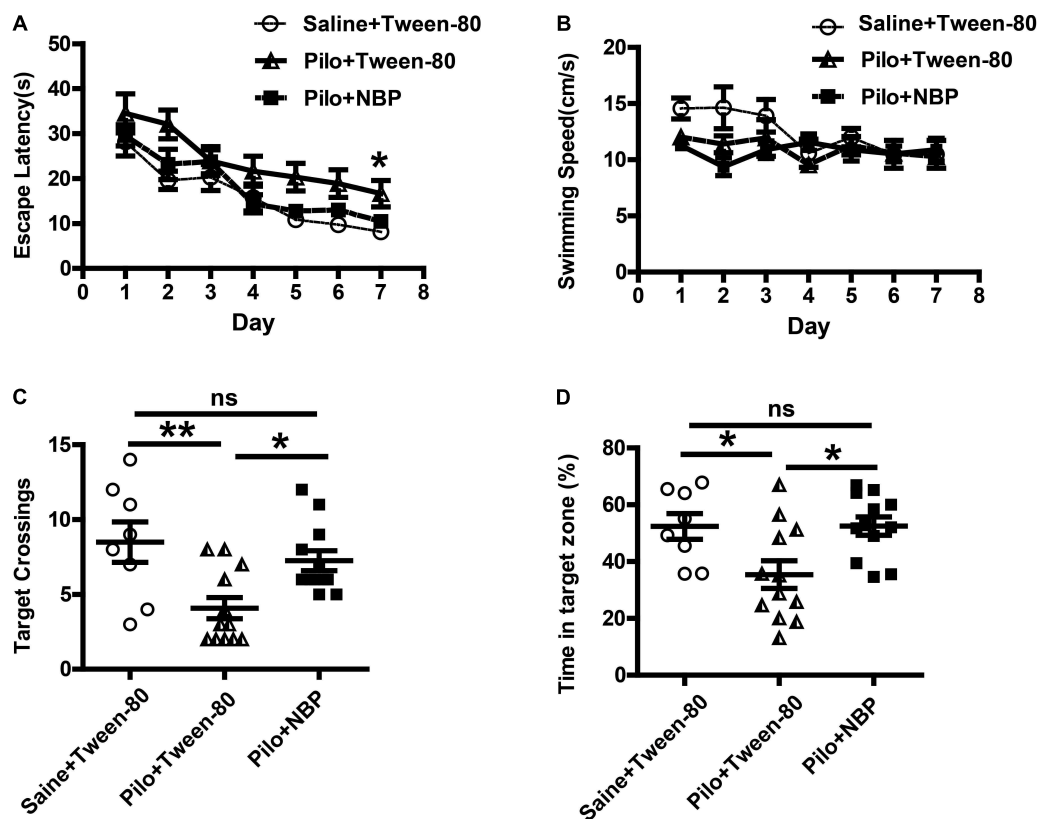 A
Saline+Tween-80
Pilo+Tween-80
Pilo+NBP
Escape Latency(s)
50
40
30
20
10
0
*
0 1 2 3 4 5 6 7 8
Day
B
Saline+Tween-80
Pilo+Tween-80
Pilo+NBP
Swimming Speed(cm/s)
20
15
10
5
0
0 1 2 3 4 5 6 7 8
Day
C
ns
** *
Target Crossings
15
10
5
0
Saine+Tween-80
Pilo+Tween-80
Pilo+NBP
D
ns
* *
Time in target zone (%)
80
60
40
20
0
Saline+Tween-80
Pilo+Tween-80
Pilo+NBP